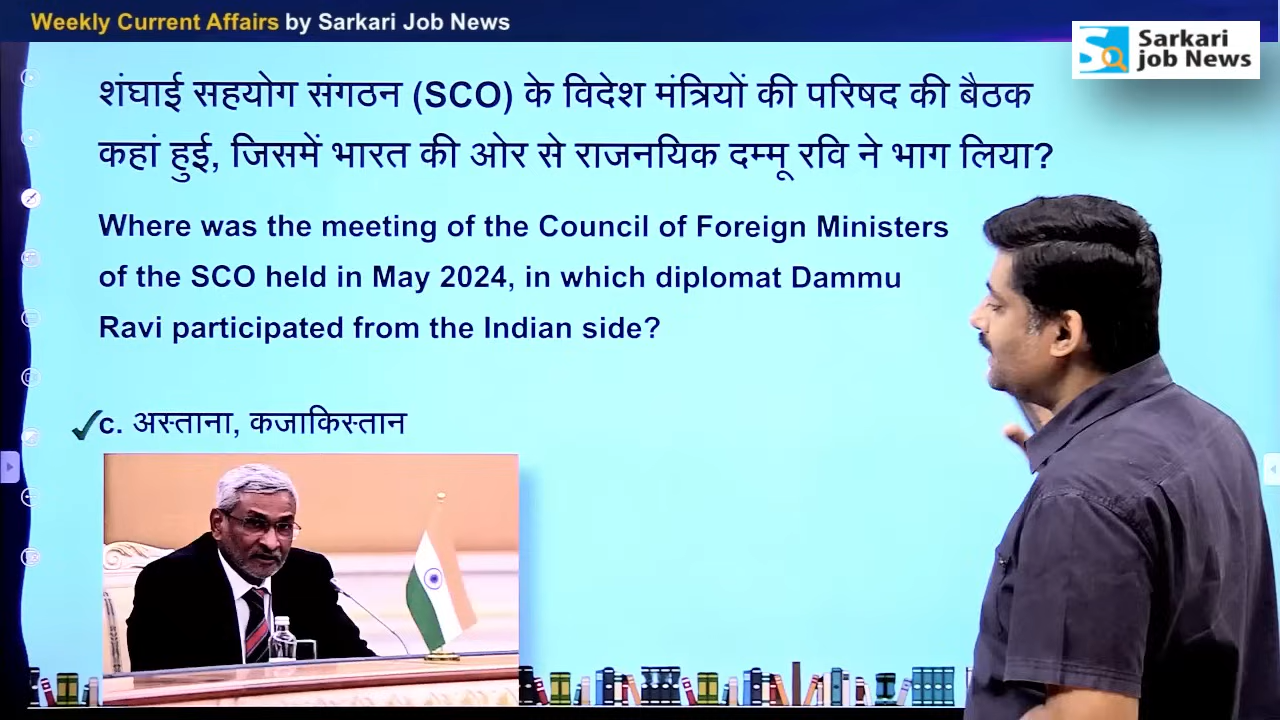 Weekly Current Affairs by Sarkari Job News
Sarkari
Job News
शंघाई सहयोग संगठन (SCO) के विदेश मंत्रियों की परिषद की बैठक
कहां हुई, जिसमें भारत की ओर से राजनयिक दम्मू रवि ने भाग लिया?
Where was the meeting of the Council of Foreign Ministers
of the SCO held in May 2024, in which diplomat Dammu
Ravi participated from the Indian side?
c. अस्ताना, कजाकिस्तान